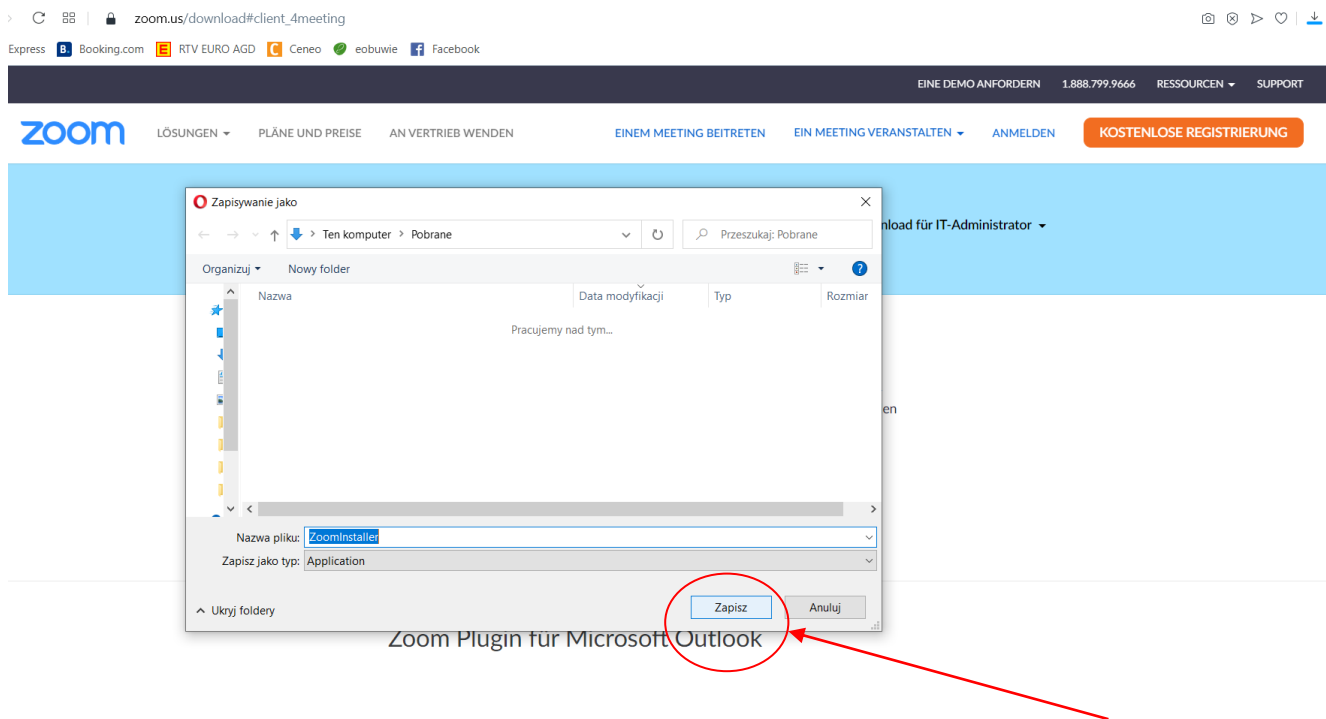 zoom.us/download#client_4meeting
Express B. Booking.com E RTV EURO AGD C Ceneo eobuwie f Facebook
EINE DEMO ANFORDERN 1.888.799.9666 RESSOURCEN SUPPORT
zoom LÖSUNGEN PLÄNE UND PREISE AN VERTRIEB WENDEN EINEM MEETING BEITRETEN EIN MEETING VERANSTALTEN ANMELDEN KOSTENLOSE REGISTRIERUNG
Zapisywanie jako
nload für IT-Administrator
Ten komputer > Pobrane Przeszukaj: Pobrane
Organizuj Nowy folder
Nazwa Data modyfikacji Typ Rozmiar
Pracujemy nad tym...
en
Nazwa pliku: ZoomInstaller
Zapisz jako typ: Application
Ukryj foldery Zapisz Anuluj
Zoom Plugin für Microsoft Outlook